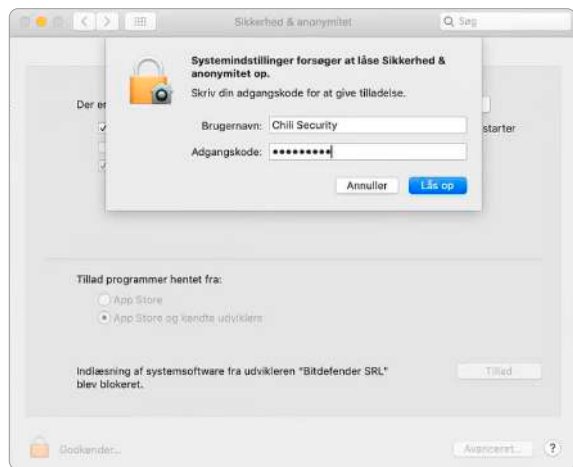 Sikkerhed & anonymitet
Søg
Systemindstillinger forsøger at låse Sikkerhed &
anonymitet op.
Skriv din adgangskode for at give tilladelse.
Der er
starter
Brugernavn: Chili Security
Adgangskode: •••••••••
Annuller
Lås op
Tillad programmer hentet fra:
App Store
App Store og kendte udviklere
Indlæsning af systemsoftware fra udvikleren "Bitdefender SRL"
blev blokeret.
Tillad
Godkender...
Avanceret...
?